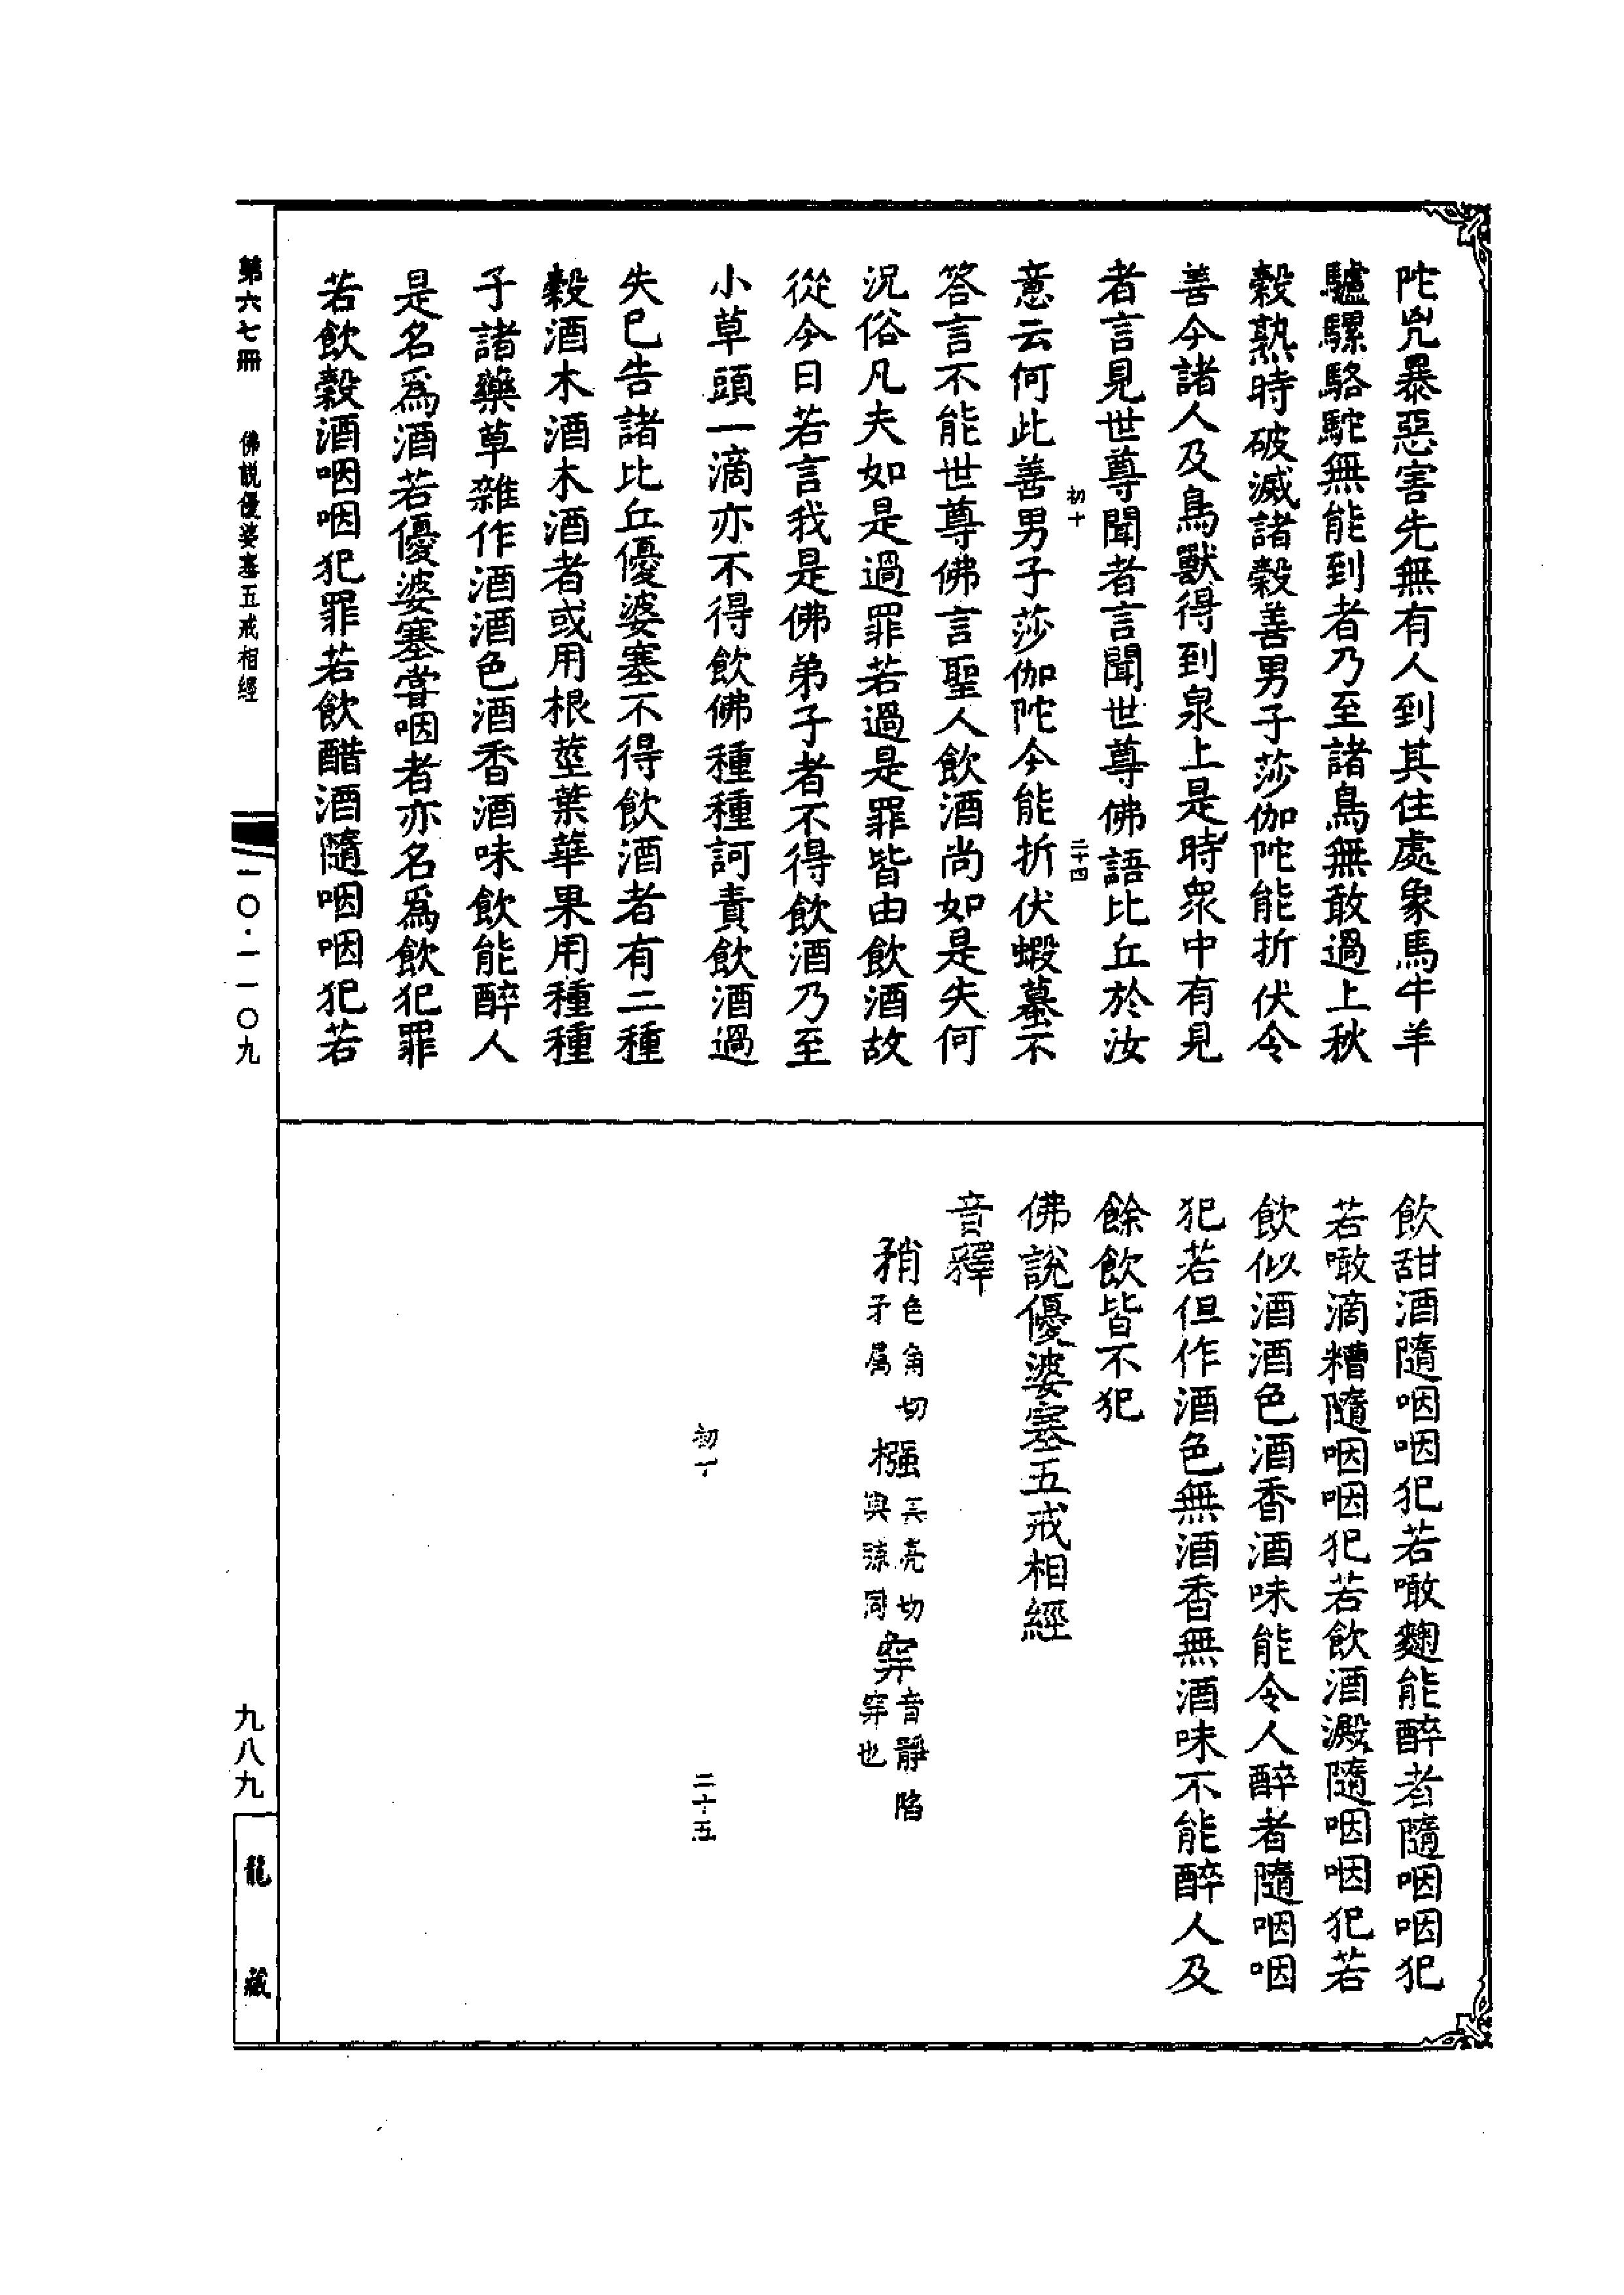 陀兇暴惡害先無有人到其住處象馬牛羊
驢騾駱駝無能到者乃至諸鳥無敢過上秋
穀熟時破滅諸穀善男子莎伽陀能折伏令
善今諸人及鳥獸得到泉上是時衆中有見
者言見世尊聞者言聞世尊佛語比丘於汝
初十
二十四
意云何此善男子莎伽陀今能折伏蝦蟇不
答言不能世尊佛言聖人飲酒尚如是失何
況俗凡夫如是過罪若過是罪皆由飲酒故
從今日若言我是佛弟子者不得飲酒乃至
小草頭一滴亦不得飲佛種種訶責飲酒過
失已告諸比丘優婆塞不得飲酒者有二種
穀酒木酒木酒者或用根莖葉華果用種種
子諸藥草雜作酒酒色酒香酒味飲能醉人
是名爲酒若優婆塞嘗咽者亦名爲飲犯罪
若飲穀酒咽咽犯罪若飲醋酒隨咽咽犯若
飲甜酒隨咽咽犯若噉麴能醉者隨咽咽犯
若噉滴糟隨咽咽犯若飲酒澱隨咽咽犯若
飲似酒酒色酒香酒味能令人醉者隨咽咽
犯若但作酒色無酒香無酒味不能醉人及
餘飲皆不犯
佛說優婆塞五戒相經
音釋
矟色角切矛屬 摾其亮切與弶同 穽音靜陷穽也
初十
二十五
第六七冊 佛說優婆塞五戒相經 一〇·一一〇九
九八九
龍藏